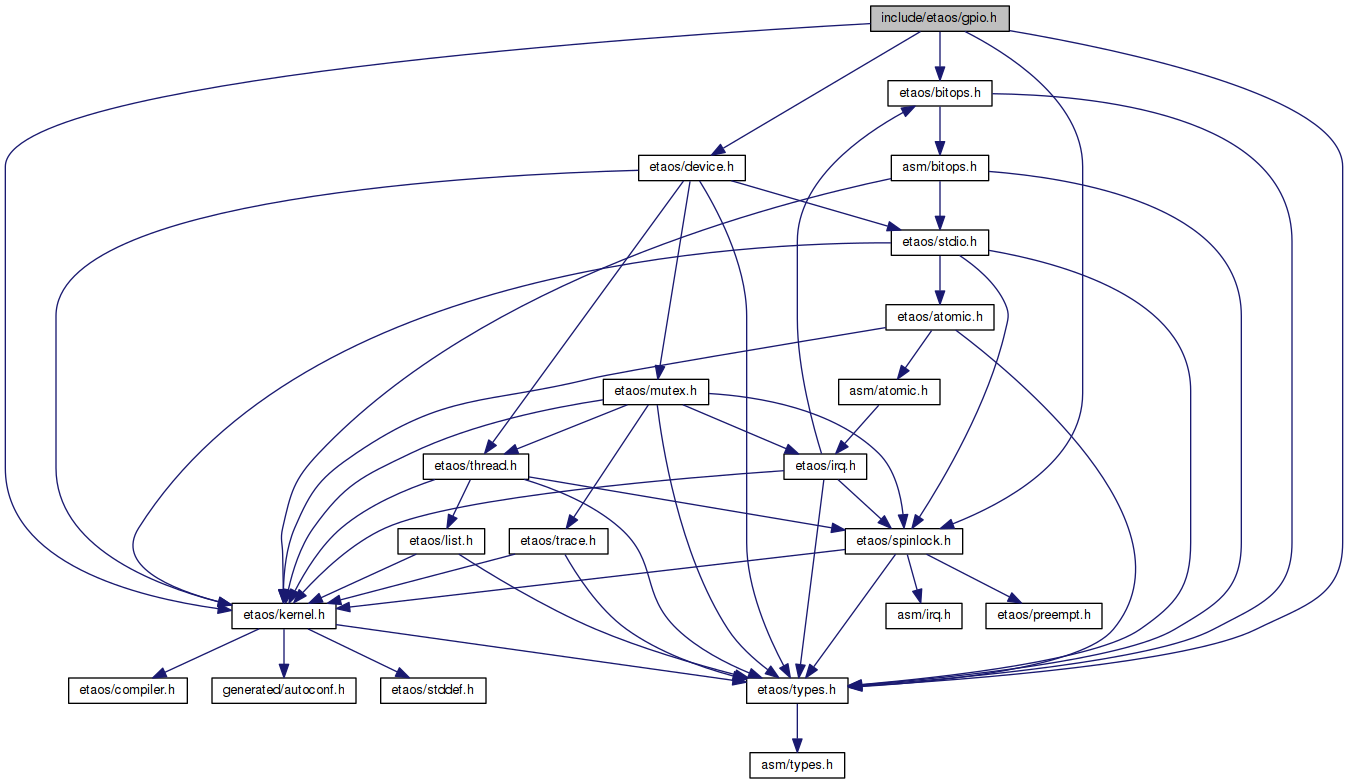 include/etaos/gpio.h
etaos/bitops.h
etaos/device.h
asm/bitops.h
etaos/stdio.h
etaos/atomic.h
etaos/mutex.h
asm/atomic.h
etaos/thread.h
etaos/irq.h
etaos/list.h
etaos/trace.h
etaos/spinlock.h
etaos/kernel.h
asm/irq.h
etaos/preempt.h
etaos/compiler.h
generated/autoconf.h
etaos/stddef.h
etaos/types.h
asm/types.h